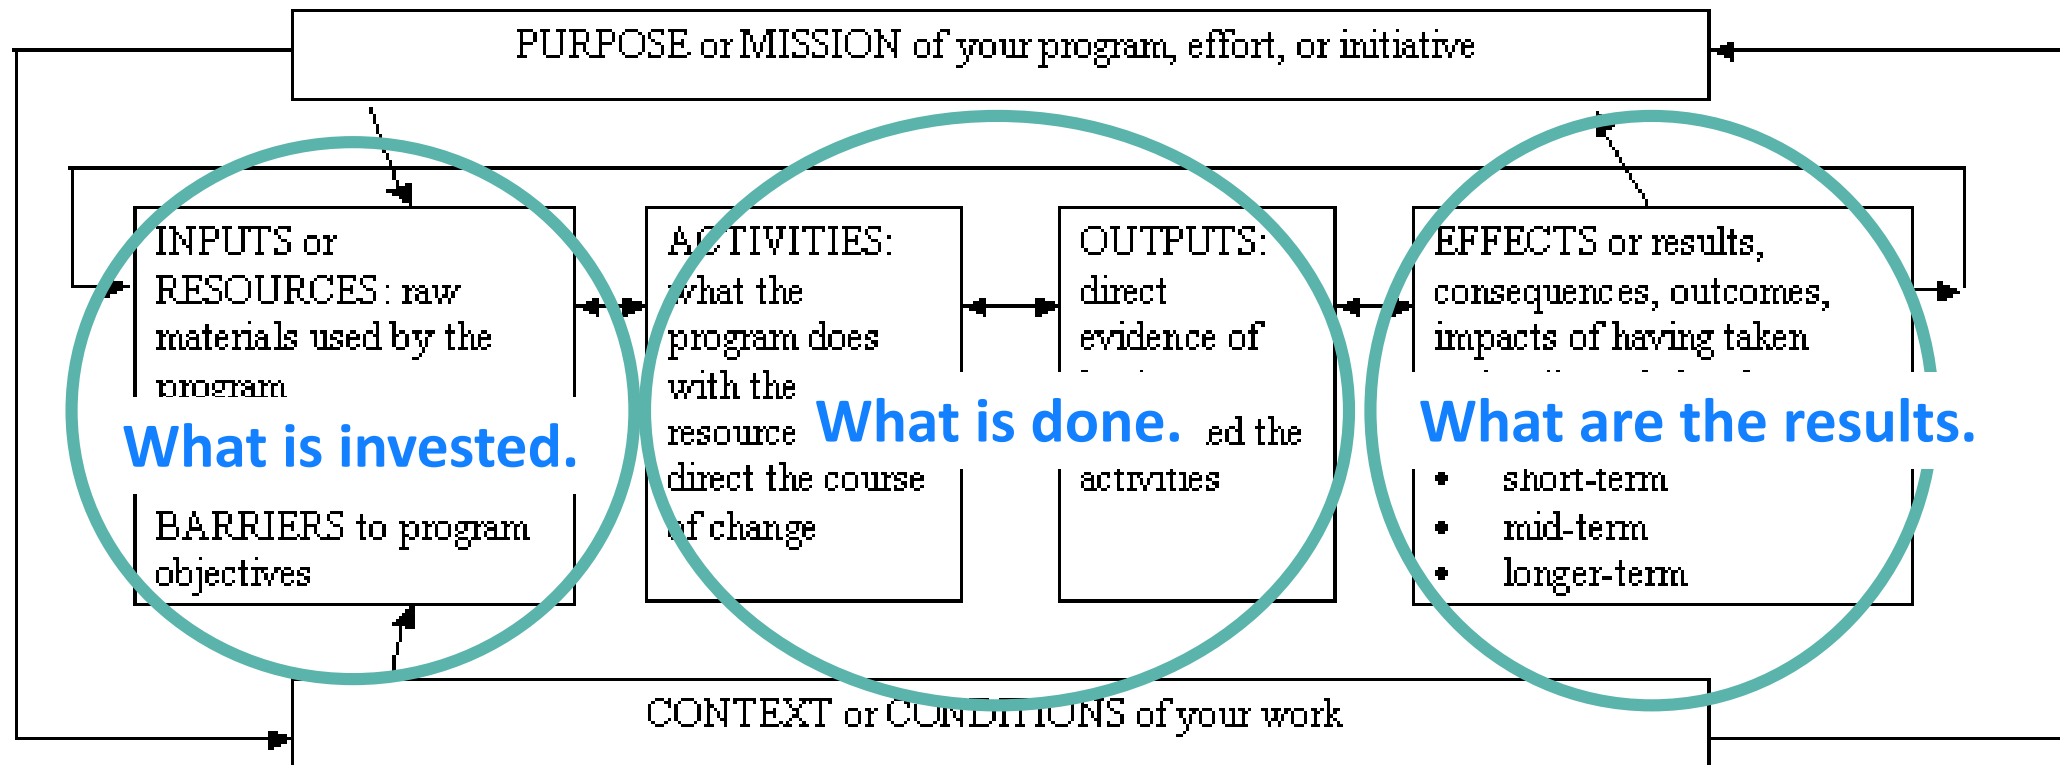 PURPOSE or MISSION of your program, effort, or initiative
INPUTS or
RESOURCES: raw
materials used by the
program
What is invested.
BARRIERS to program
objectives
ACTIVITIES:
what the
program does
with the
resource
direct the course
of change
OUTPUTS:
direct
evidence of
What is done.
ed the
activities
EFFECTS or results,
consequences, outcomes,
impacts of having taken
What are the results.
• short-term
• mid-term
• longer-term
CONTEXT or CONDITIONS of your work